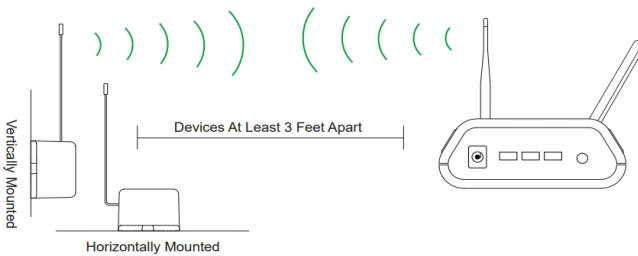 Devices At Least 3 Feet Apart
Vertically Mounted
Horizontally Mounted